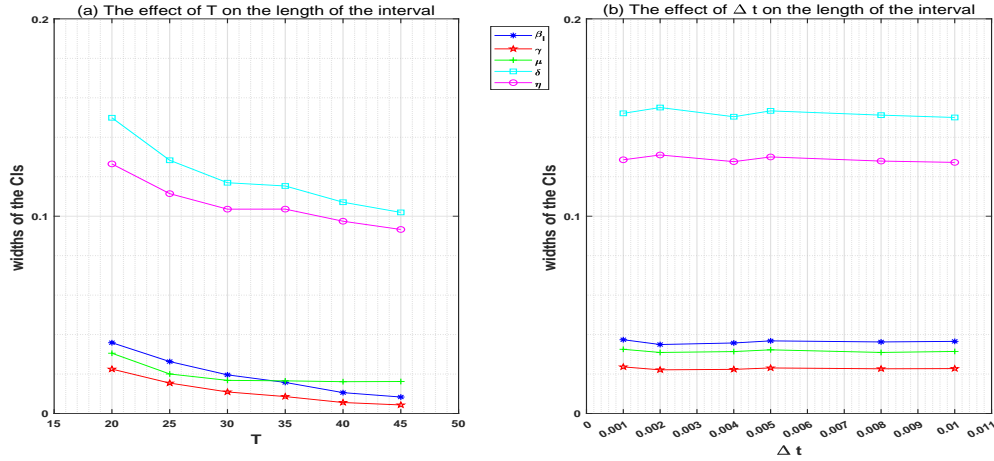 (a) The effect of T on the length of the interval
0.2
0.1
0
widths of the CIs
15 20 25 30 35 40 45 50
T
β₁
γ
μ
δ
η
(b) The effect of Δ t on the length of the interval
0.2
0.1
0
widths of the CIs
0 0.001 0.002 0.003 0.004 0.005 0.006 0.007 0.008 0.009 0.01 0.011
Δ t